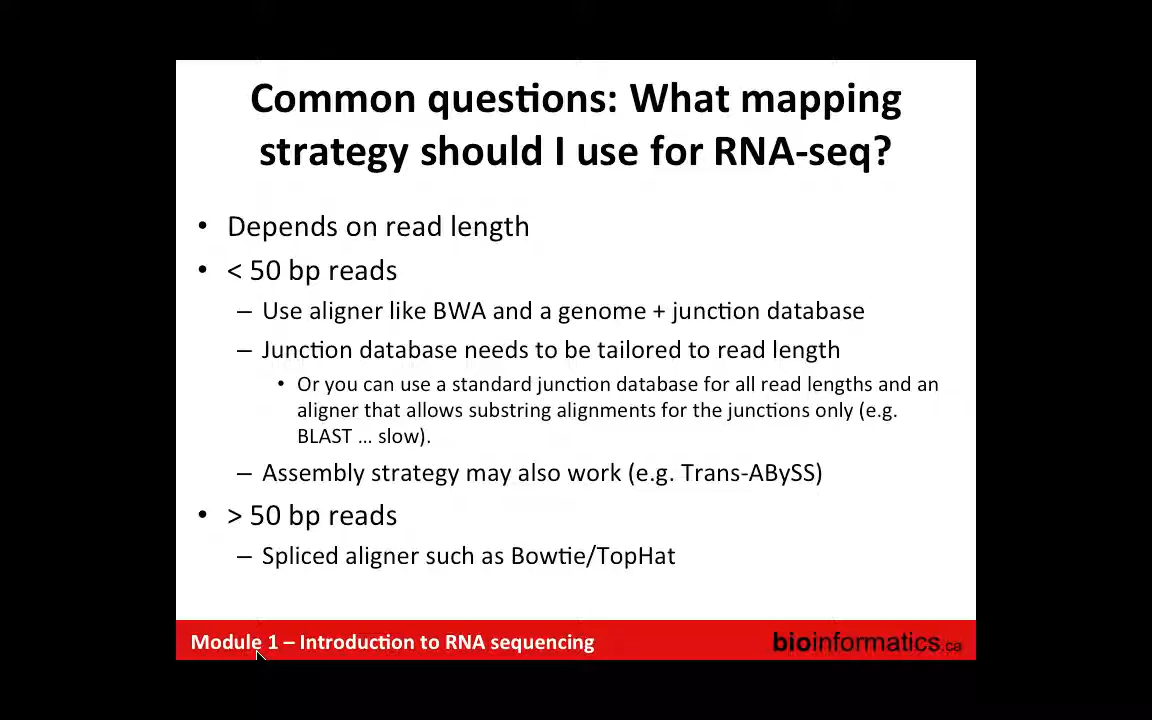 Common questions: What mapping
strategy should I use for RNA-seq?
• Depends on read length
• < 50 bp reads
– Use aligner like BWA and a genome + junction database
– Junction database needs to be tailored to read length
• Or you can use a standard junction database for all read lengths and an
aligner that allows substring alignments for the junctions only (e.g.
BLAST … slow).
– Assembly strategy may also work (e.g. Trans-ABySS)
• > 50 bp reads
– Spliced aligner such as Bowtie/TopHat
Module 1 – Introduction to RNA sequencing
bioinformatics.ca